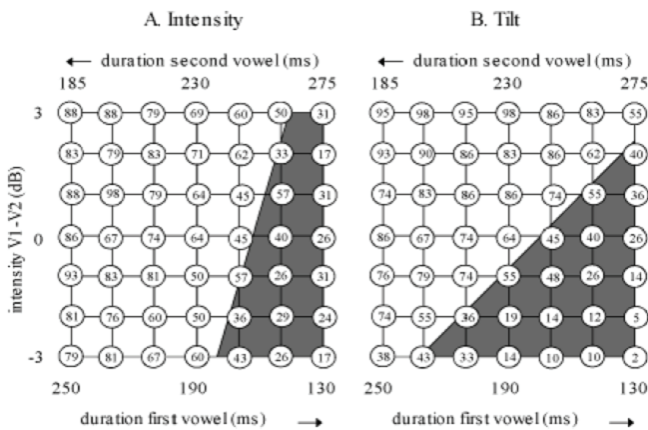 A. Intensity B. Tilt
← duration second vowel (ms) ← duration second vowel (ms)
185 230 275 185 230 275
3 88 88 79 69 60 50 31 95 98 95 98 86 83 55
83 79 83 71 62 33 17 93 90 86 83 86 62 40
88 98 79 64 45 57 31 74 83 86 86 74 55 36
0 86 67 74 64 45 40 26 86 67 74 64 45 40 26
93 83 81 50 57 26 31 76 79 74 55 48 26 14
81 76 60 50 36 29 24 74 55 36 19 14 12 5
-3 79 81 67 60 43 26 17 38 43 33 14 10 10 2
intensity V1-V2 (dB)
250 190 130 250 190 130
duration first vowel (ms) → duration first vowel (ms) →